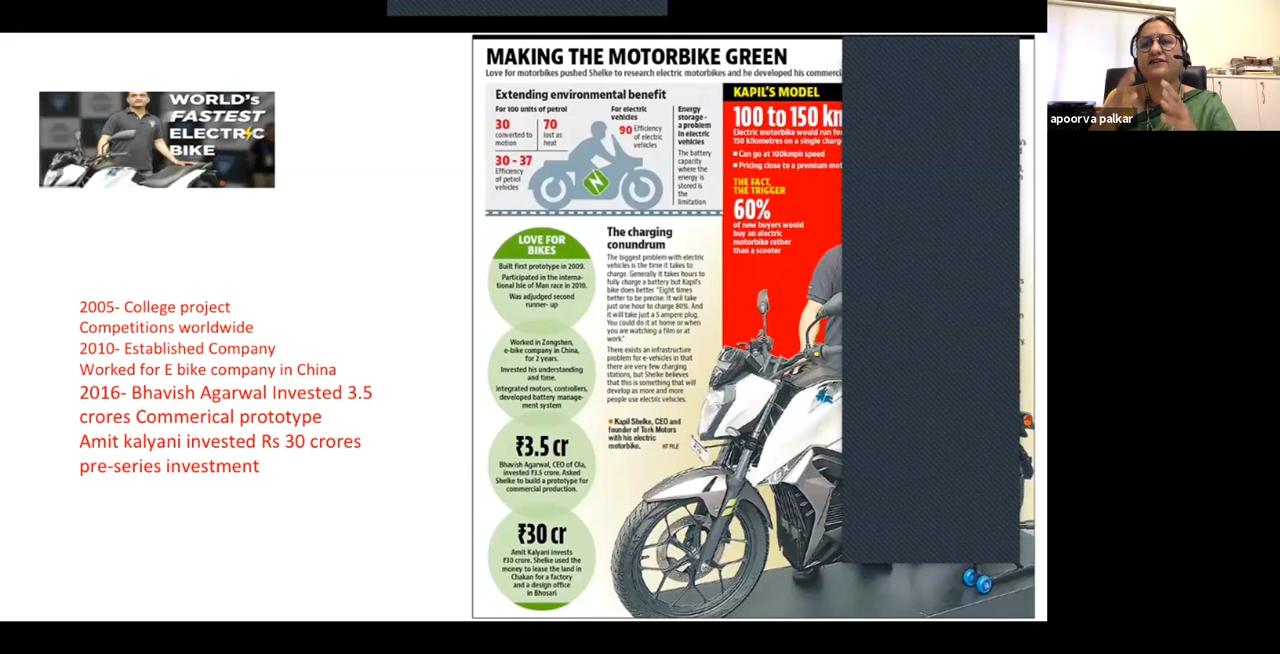 WORLD's
FASTEST
ELECTRIC
BIKE
2005- College project
Competitions worldwide
2010- Established Company
Worked for E bike company in China
2016- Bhavish Agarwal Invested 3.5
crores Commerical prototype
Amit kalyani invested Rs 30 crores
pre-series investment
MAKING THE MOTORBIKE GREEN
Love for motorbikes pushed Shelke to research electric motorbikes and he developed his
Extending environmental benefit
For 100 units of petrol
30
converted to
motion
70
lost as
heat
30 - 37
Efficiency
of petrol
vehicles
For electric
vehicles
90 Efficiency
of electric
vehicles
Energy
storage -
a problem
in electric
vehicles
The battery
capacity
where the
energy is
stored is
the
limitation
KAPIL'S MODEL
100 to 150
Electric motorbike would run for
150 kilometres on a single
Can go at 100kmph speed
Pricing close to a premium
THE FACT,
THE TRIGGER
60%
of new buyers would
buy an electric
motorbike rather
than a scooter
LOVE FOR
BIKES
Built first prototype in 2009.
Participated in the interna-
tional Isle of Man race in 2010.
Was adjudged second
runner- up
Worked in Zongshen,
e-bike company in China,
for 2 years.
Invested his understanding
and time.
Integrated motors, controllers,
developed battery manage-
ment system
₹3.5 cr
Bhavish Agarwal, CEO of Ola,
invested ₹3.5 crore. Asked
Shelke to build a prototype for
commercial production.
₹30 cr
Amit Kalyani invests
₹30 crore. Shelke used the
money to lease the land in
Chakan for a factory
and a design office
in Bhosari
The charging
conundrum
The biggest problem with electric
vehicles is the time it takes to
charge. Generally it takes hours to
fully charge a battery but Kapil's
bike does better. "Eight times
better to be precise. It will take
just one hour to charge 80%. And
it will take just a 5 ampere plug.
You could do it at home or when
you are watching a film or at
work."
There exists an infrastructure
problem for e-vehicles in that
there are very few charging
stations, but Shelke believes
that this is something that will
develop as more and more
people use electric vehicles.
Kapil Shelke, CEO and
founder of Tork Motors
with his electric
motorbike. HT FILE
apoorva palkar